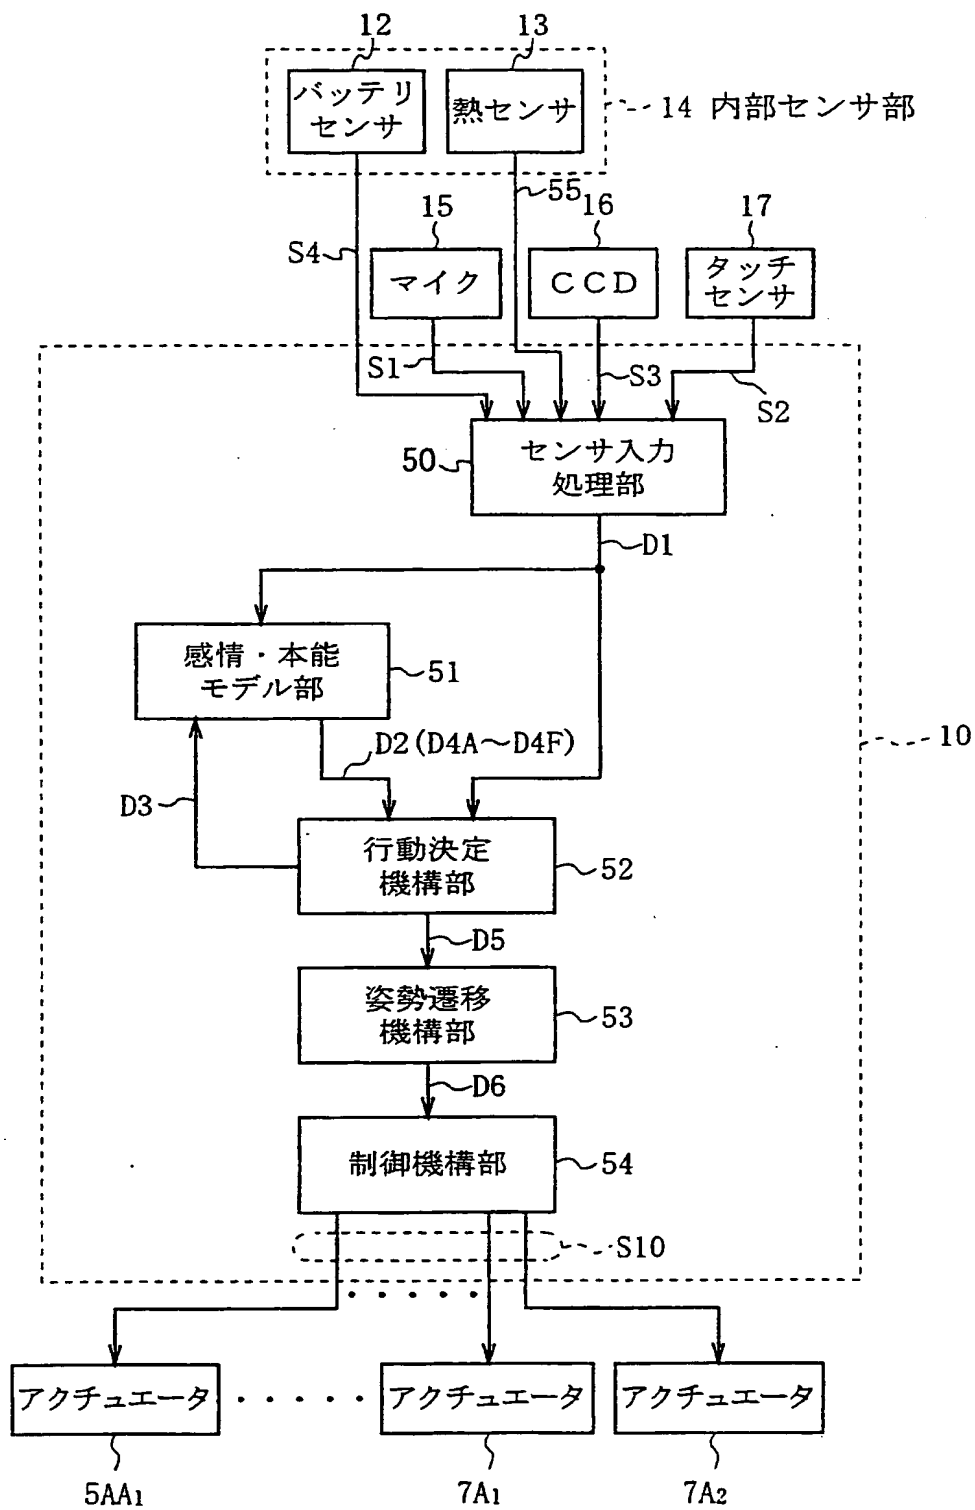 12
13
バッテリ
センサ
熱センサ
14 内部センサ部
55
15
16
17
S4
マイク
CCD
タッチ
センサ
S1
S3
S2
50
センサ入力
処理部
D1
感情・本能
モデル部
51
D2(D4A〜D4F)
10
D3
行動決定
機構部
52
D5
姿勢遷移
機構部
53
D6
制御機構部
54
S10
アクチュエータ
アクチュエータ
アクチュエータ
5AA1
7A1
7A2